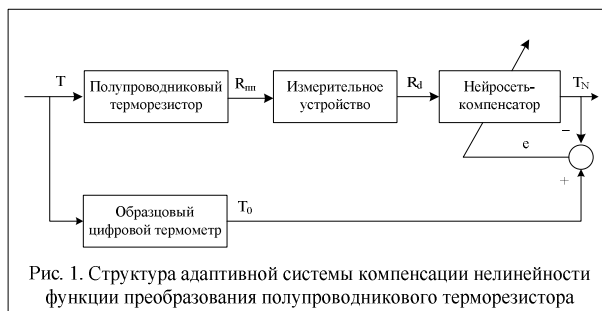 T
Полупроводниковый
терморезистор
Rпп
Измерительное
устройство
Rd
Нейросеть-
компенсатор
TN
−
e
+
Образцовый
цифровой термометр
T0
Рис. 1. Структура адаптивной системы компенсации нелинейности
функции преобразования полупроводникового терморезистора